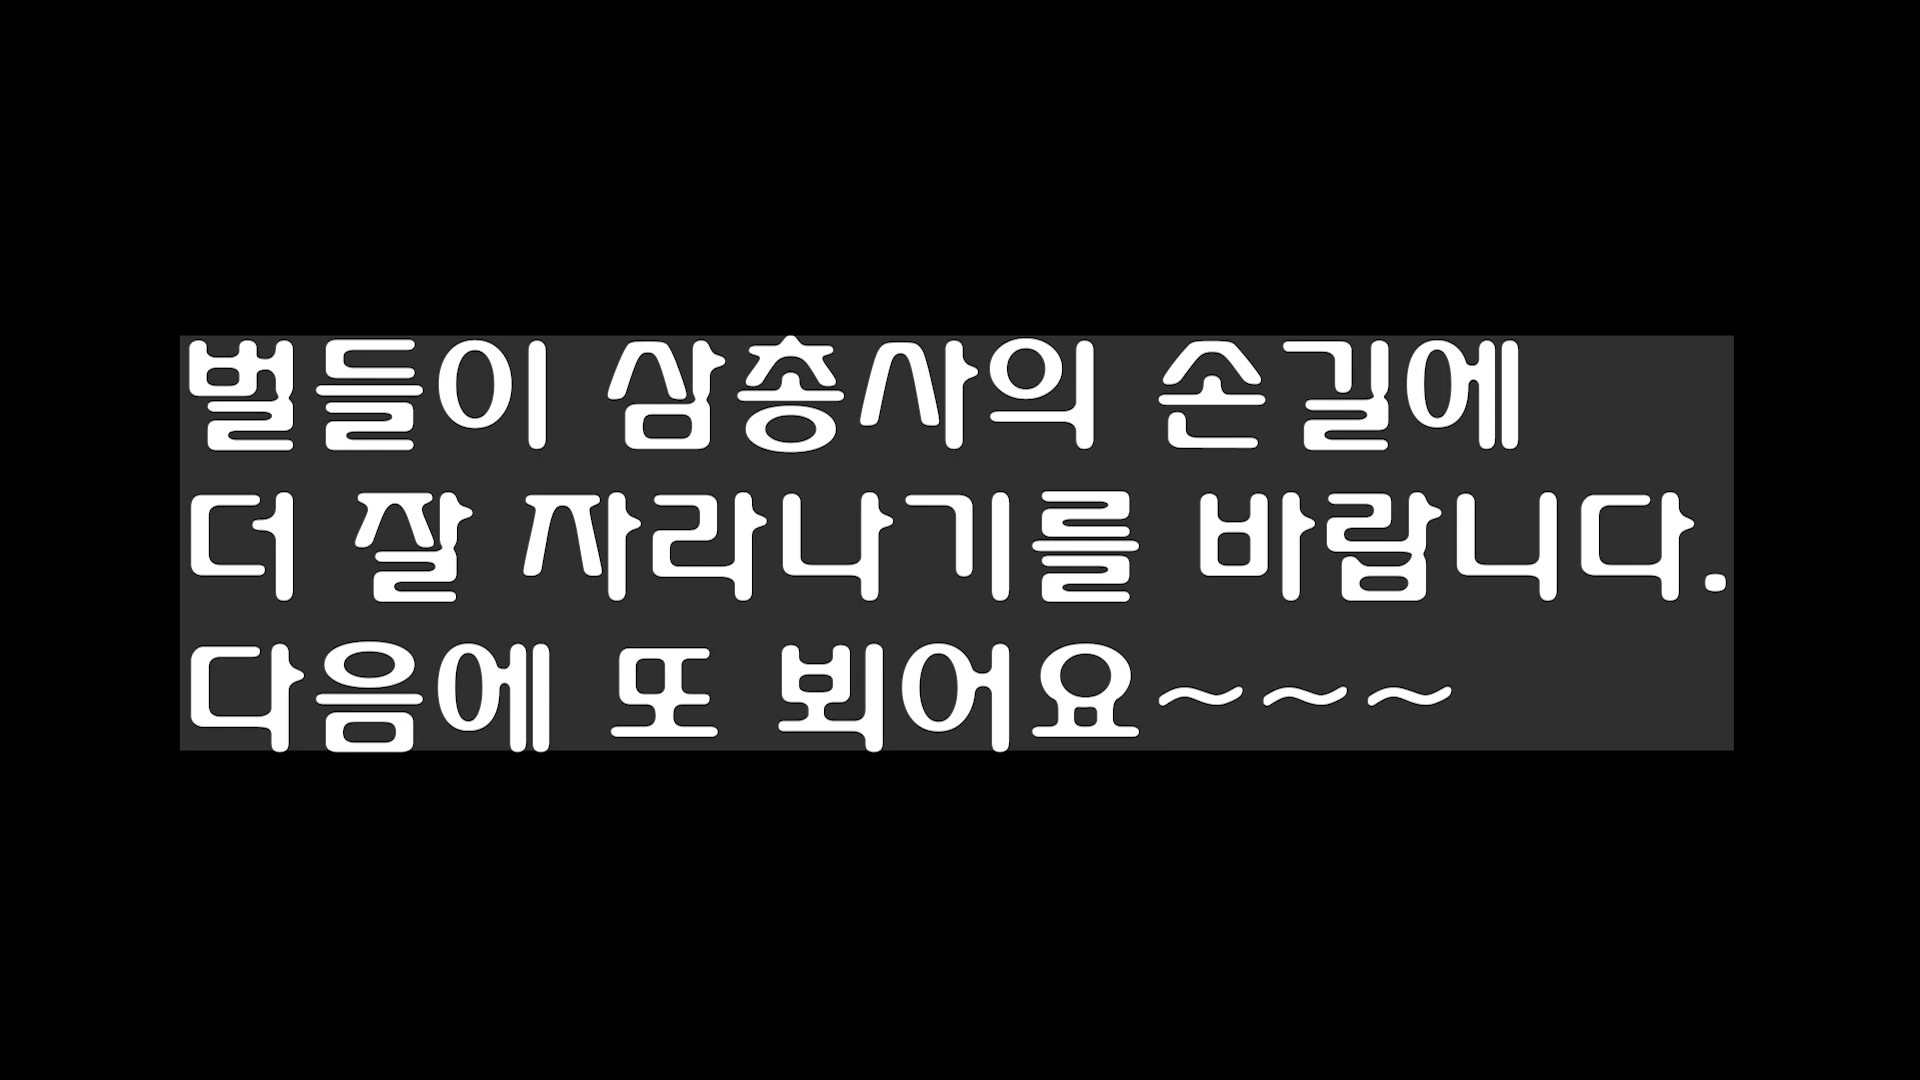 벌들이 삼총사의 손길에
더 잘 자라나기를 바랍니다.
다음에 또 뵈어요~~~